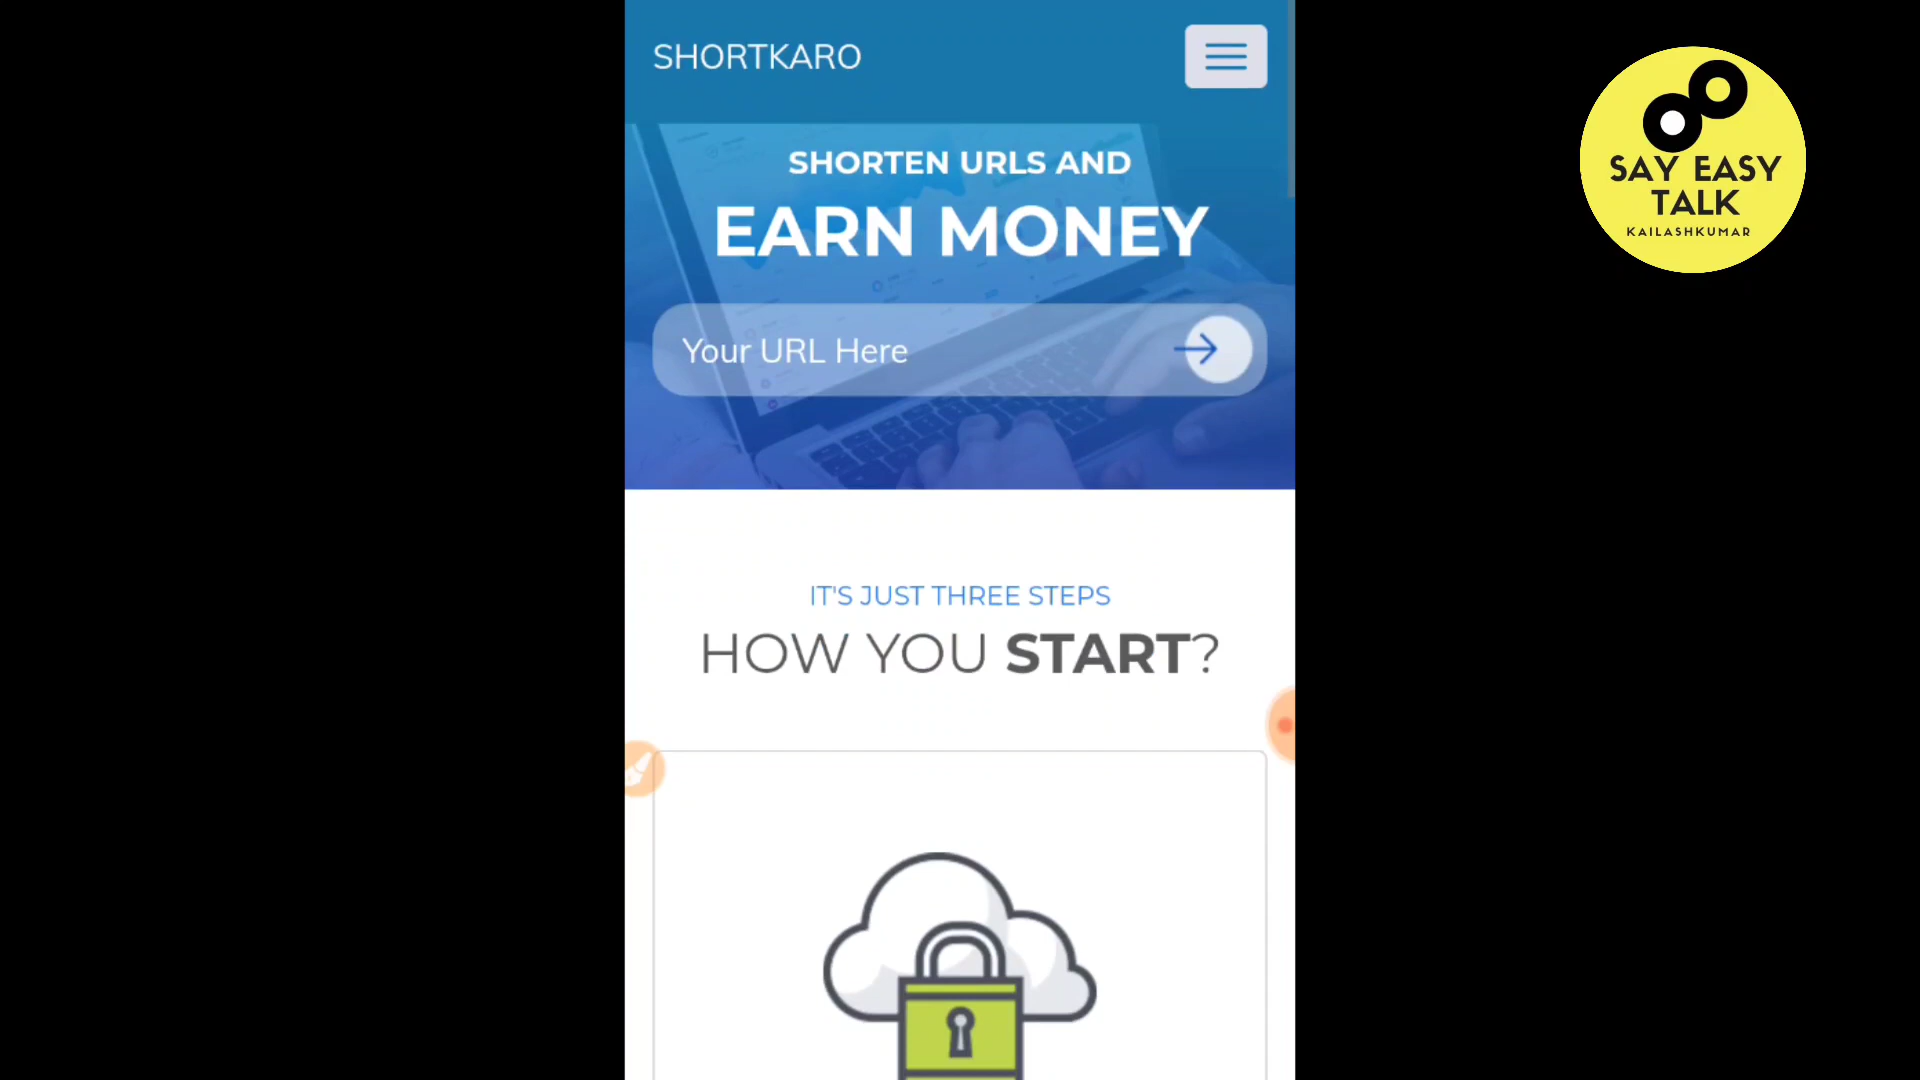 SHORTKARO
SHORTEN URLS AND
EARN MONEY
Your URL Here
IT'S JUST THREE STEPS
HOW YOU START?
SAY EASY
TALK
KAILASHKUMAR